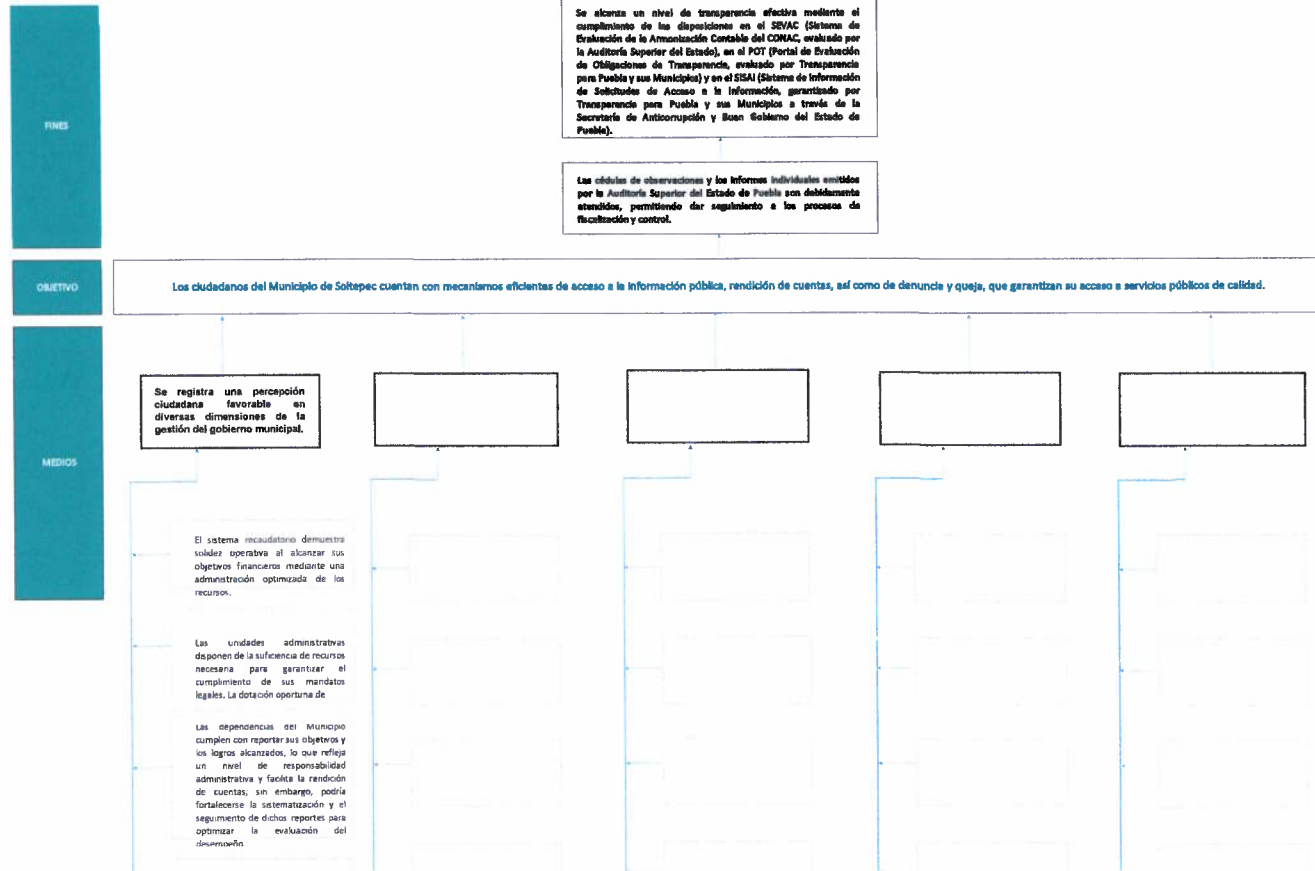 FINES
Se alcanza un nivel de transparencia efectiva mediante el
cumplimiento de las disposiciones en el SEVAC (Sistema de
Evaluación de la Armonización Contable del CONAC, evaluado por
la Auditoría Superior del Estado), en el POT (Portal de Evaluación
de Obligaciones de Transparencia, evaluado por Transparencia
para Puebla y sus Municipios) y en el SISAI (Sistema de Información
de Solicitudes de Acceso a la Información, garantizado por
Transparencia para Puebla y sus Municipios a través de la
Secretaría de Anticorrupción y Buen Gobierno del Estado de
Puebla).
Las cédulas de observaciones y los informes individuales emitidos
por la Auditoría Superior del Estado de Puebla son debidamente
atendidos, permitiendo dar seguimiento a los procesos de
fiscalización y control.
OBJETIVO
Los ciudadanos del Municipio de Soltepec cuentan con mecanismos eficientes de acceso a la información pública, rendición de cuentas, así como de denuncia y queja, que garantizan su acceso a servicios públicos de calidad.
MEDIOS
Se registra una percepción
ciudadana favorable en
diversas dimensiones de la
gestión del gobierno municipal.
El sistema recaudatorio demuestra
solidez operativa al alcanzar sus
objetivos financieros mediante una
administración optimizada de los
recursos.
Las unidades administrativas
disponen de la suficiencia de recursos
necesaria para garantizar el
cumplimiento de sus mandatos
legales. La dotación oportuna de
Las dependencias del Municipio
cumplen con reportar sus objetivos y
los logros alcanzados, lo que refleja
un nivel de responsabilidad
administrativa y facilita la rendición
de cuentas; sin embargo, podría
fortalecerse la sistematización y el
seguimiento de dichos reportes para
optimizar la evaluación del
desempeño